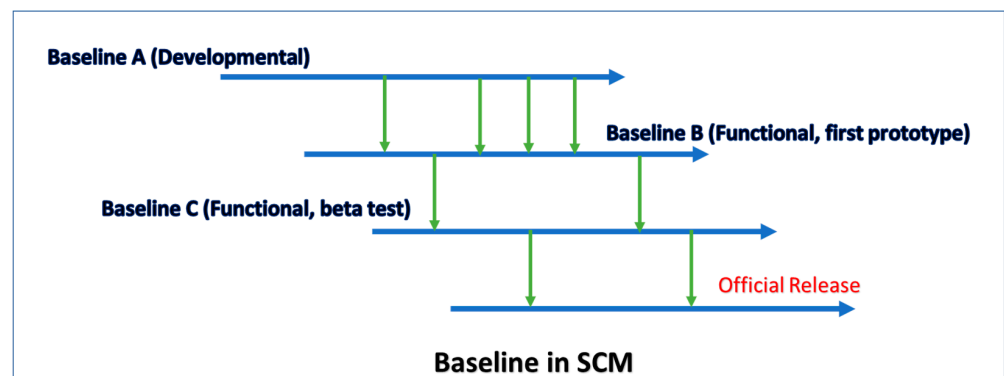 Baseline A (Developmental)
Baseline B (Functional, first prototype)
Baseline C (Functional, beta test)
Official Release
Baseline in SCM